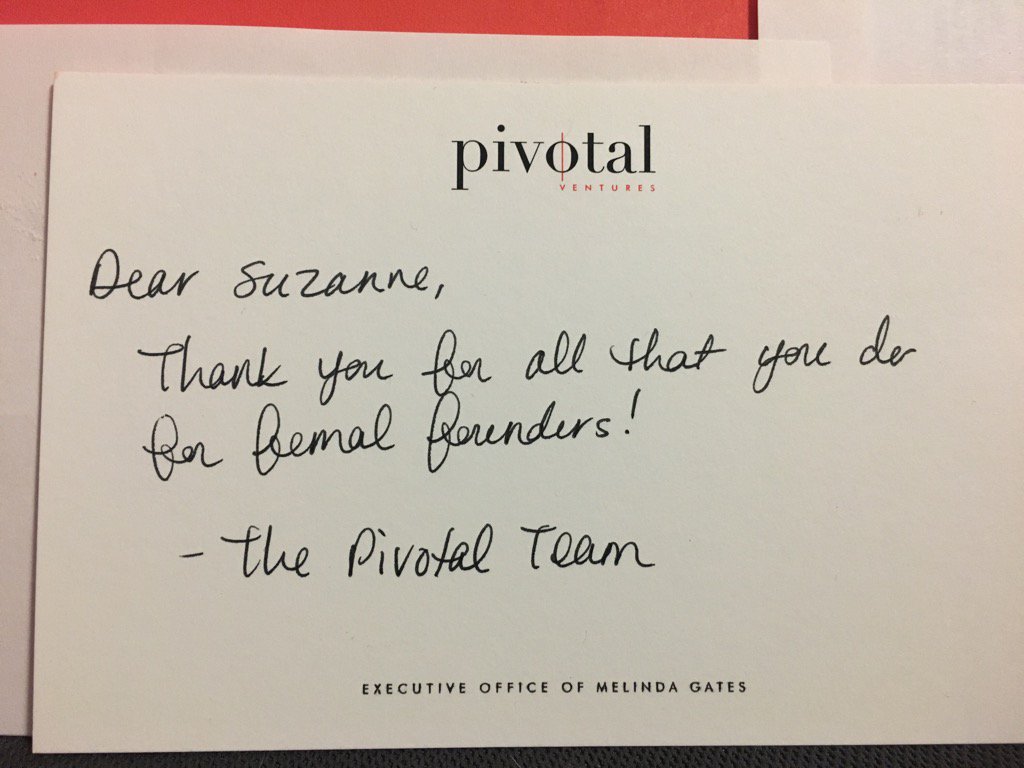 pivotal
VENTURES
Dear Suzanne,
Thank you for all that you do
for femal founders!
- The Pivotal Team
EXECUTIVE OFFICE OF MELINDA GATES